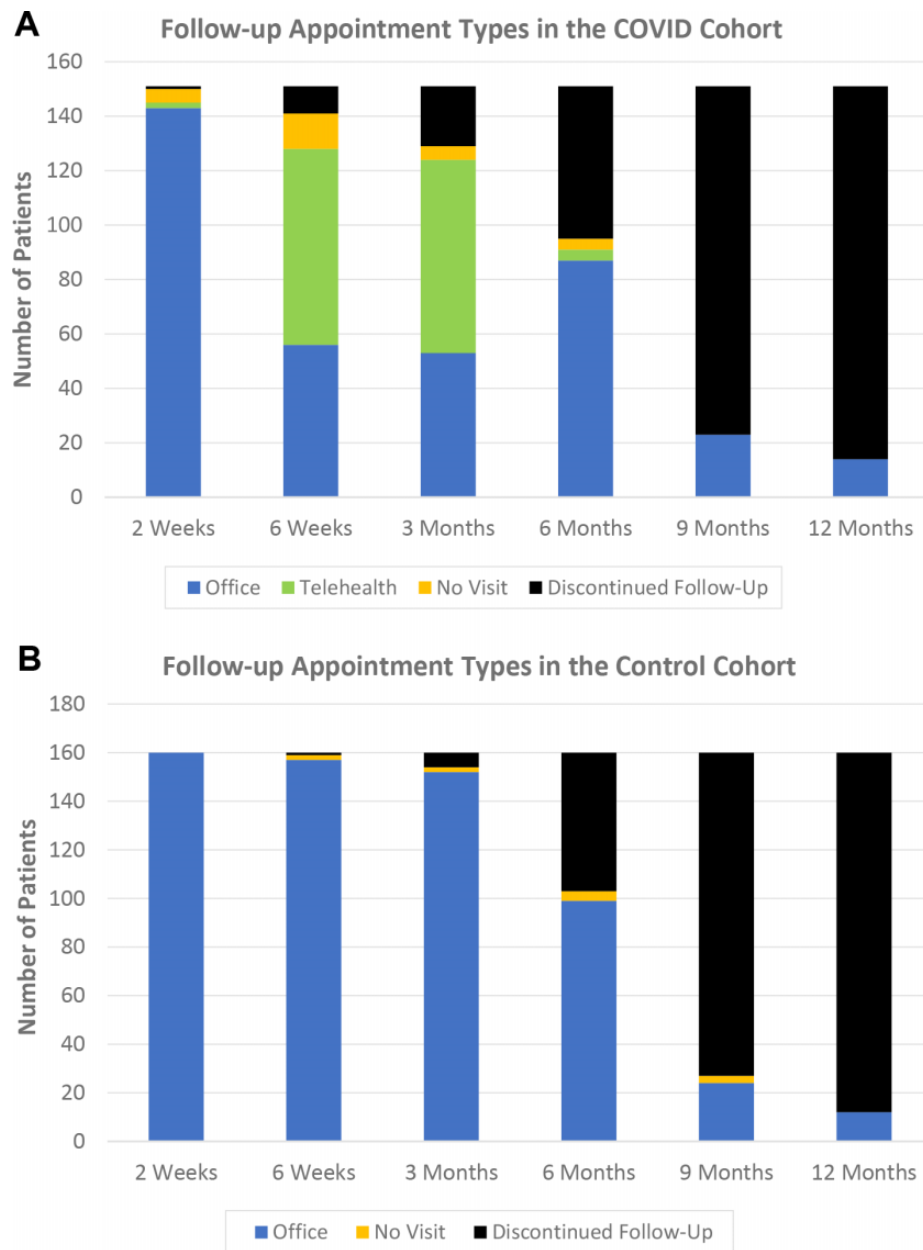 A
Follow-up Appointment Types in the COVID Cohort
160
140
120
100
80
60
40
20
0
Number of Patients
2 Weeks 6 Weeks 3 Months 6 Months 9 Months 12 Months
Office Telehealth No Visit Discontinued Follow-Up
B
Follow-up Appointment Types in the Control Cohort
180
160
140
120
100
80
60
40
20
0
Number of Patients
2 Weeks 6 Weeks 3 Months 6 Months 9 Months 12 Months
Office No Visit Discontinued Follow-Up